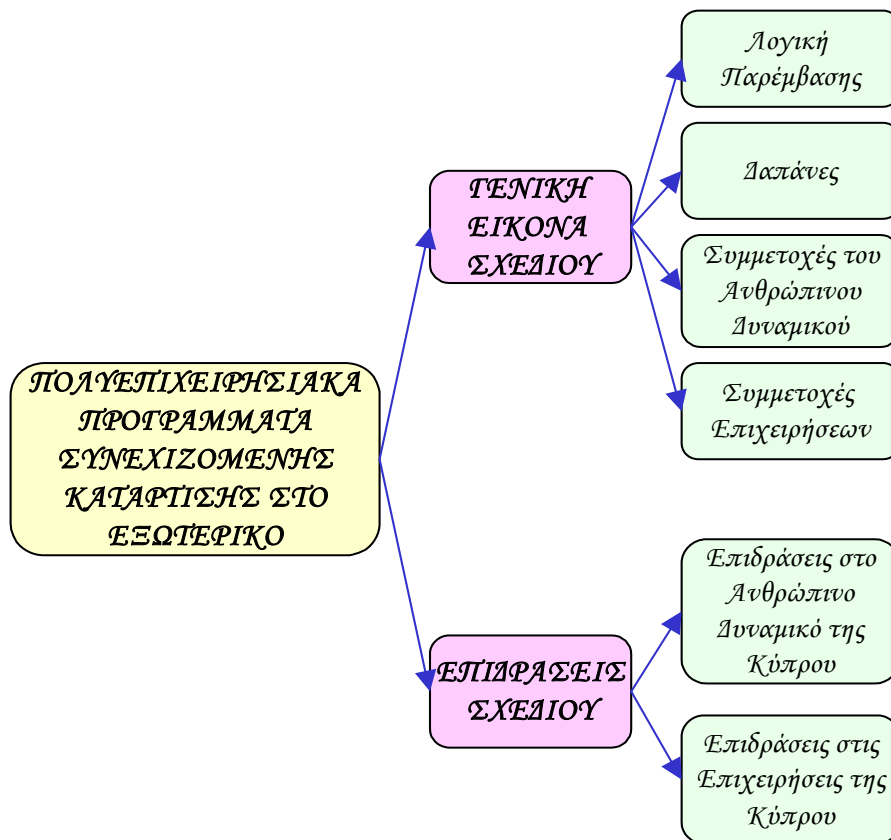 ΠΟΛΥΕΠΙΧΕΙΡΗΣΙΑΚΑ
ΠΡΟΓΡΑΜΜΑΤΑ
ΣΥΝΕΧΙΖΟΜΕΝΗΣ
ΚΑΤΑΡΤΙΣΗΣ ΣΤΟ
ΕΞΩΤΕΡΙΚΟ
ΓΕΝΙΚΗ
ΕΙΚΟΝΑ
ΣΧΕΔΙΟΥ
Λογική
Παρέμβασης
Δαπάνες
Συμμετοχές του
Ανθρώπινου
Δυναμικού
Συμμετοχές
Επιχειρήσεων
ΕΠΙΔΡΑΣΕΙΣ
ΣΧΕΔΙΟΥ
Επιδράσεις στο
Ανθρώπινο
Δυναμικό της
Κύπρου
Επιδράσεις στις
Επιχειρήσεις της
Κύπρου